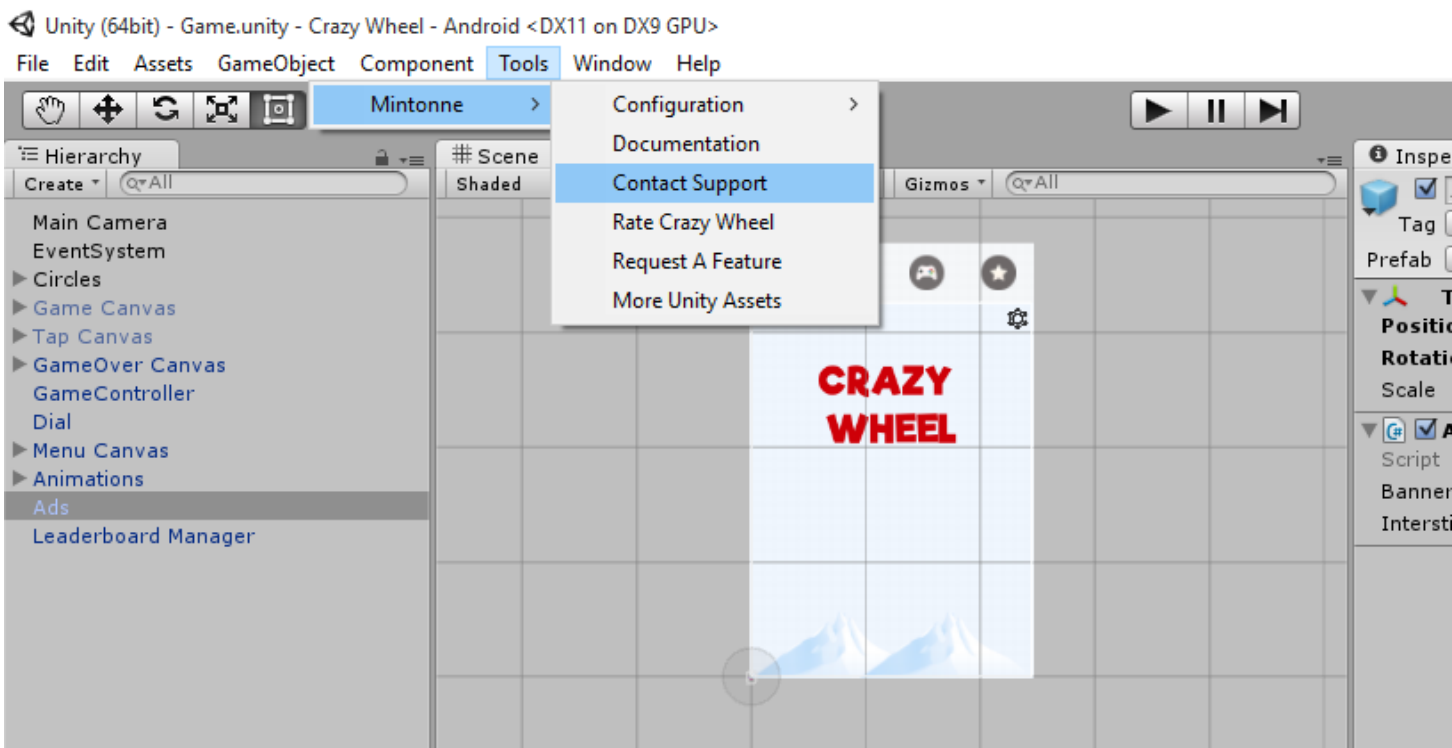 Unity (64bit) - Game.unity - Crazy Wheel - Android <DX11 on DX9 GPU>
File Edit Assets GameObject Component Tools Window Help
Mintonne
Configuration
Documentation
Contact Support
Rate Crazy Wheel
Request A Feature
More Unity Assets
Hierarchy
Create All
Main Camera
EventSystem
Circles
Game Canvas
Tap Canvas
GameOver Canvas
GameController
Dial
Menu Canvas
Animations
Ads
Leaderboard Manager
Scene
Shaded Gizmos All
CRAZY
WHEEL
Inspe
Tag
Prefab
T
Positio
Rotati
Scale
A
Script
Banner
Intersti